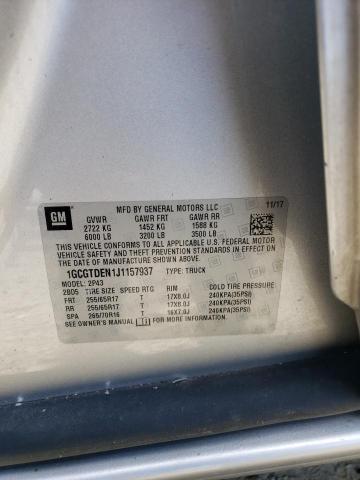 GM
MFD BY GENERAL MOTORS LLC
11/17
GVWR GAWR FRT GAWR RR
2722 KG 1452 KG 1588 KG
6000 LB 3200 LB 3500 LB
THIS VEHICLE CONFORMS TO ALL APPLICABLE U.S. FEDERAL MOTOR
VEHICLE SAFETY AND THEFT PREVENTION STANDARDS IN EFFECT ON
THE DATE OF MANUFACTURE SHOWN ABOVE.
1GCGTDEN1J1157937 TYPE: TRUCK
MODEL: 2P43
TIRE SIZE SPEED RTG RIM COLD TIRE PRESSURE
FRT 255/65R17 T 17X8.0J 240KPA(35PSI)
RR 255/65R17 T 17X8.0J 240KPA(35PSI)
SPA 265/70R16 T 16X7.0J 240KPA(35PSI)
SEE OWNER'S MANUAL FOR MORE INFORMATION.